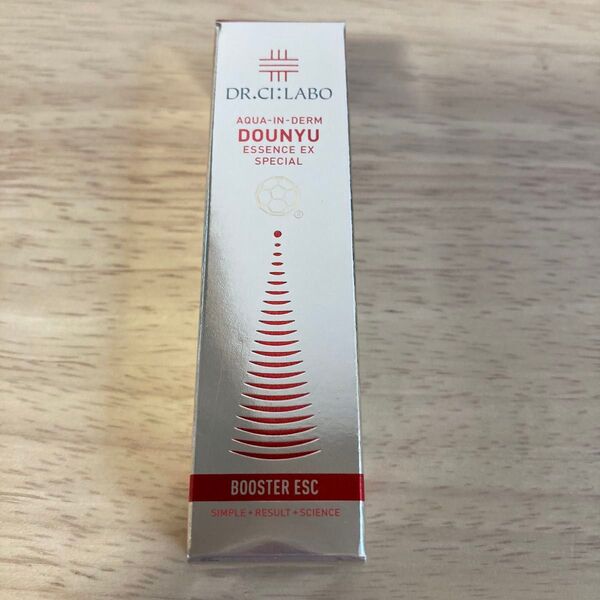 DR.CI:LABO
AQUA-IN-DERM
DOUNYU
ESSENCE EX
SPECIAL
®
BOOSTER ESC
SIMPLE+RESULT+SCIENCE